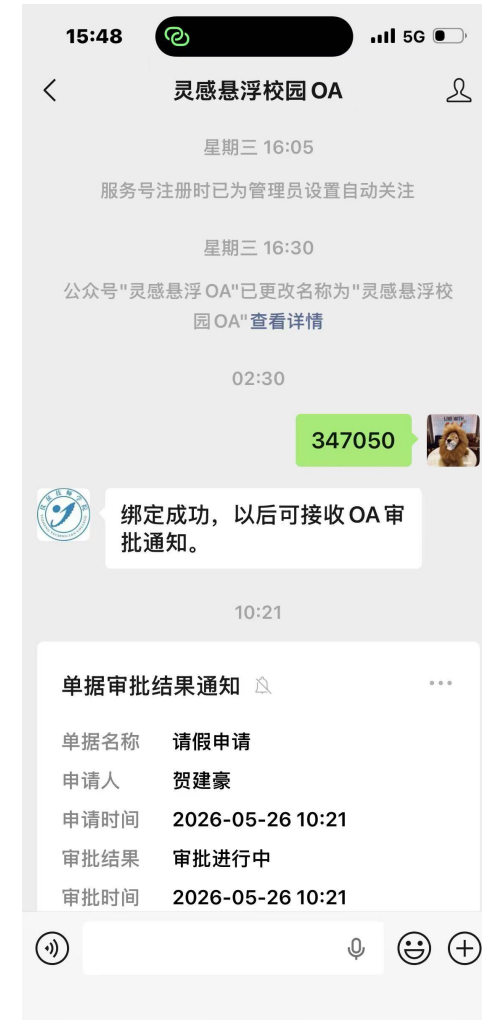 15:48
5G
灵感悬浮校园OA
星期三 16:05
服务号注册时已为管理员设置自动关注
星期三 16:30
公众号"灵感悬浮OA"已更改名称为"灵感悬浮校
园OA"查看详情
02:30
347050
绑定成功，以后可接收OA审
批通知。
10:21
单据审批结果通知
单据名称 请假申请
申请人 贺建豪
申请时间 2026-05-26 10:21
审批结果 审批进行中
审批时间 2026-05-26 10:21